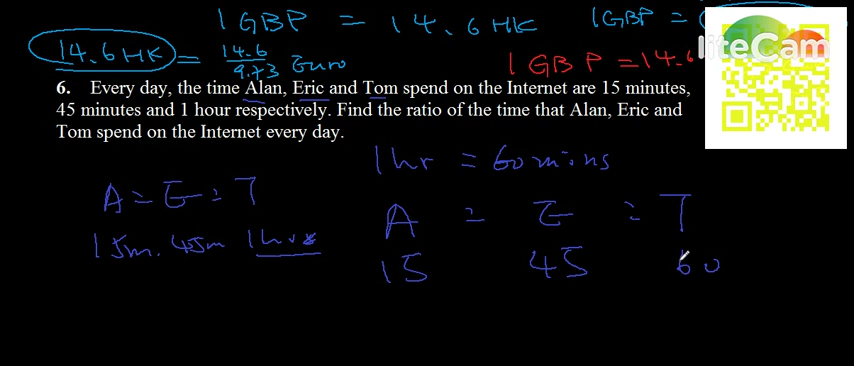 1 GBP = 14.6 HK 1 GBP =
14.6 HK = 14.6 / 9.73 Euro
1 GBP = 14.6
liteCam
6. Every day, the time Alan, Eric and Tom spend on the Internet are 15 minutes,
45 minutes and 1 hour respectively. Find the ratio of the time that Alan, Eric and
Tom spend on the Internet every day.
1 hr = 60 mins
A = E = T
15m. 45m 1 hr
A = E = T
15 45 60